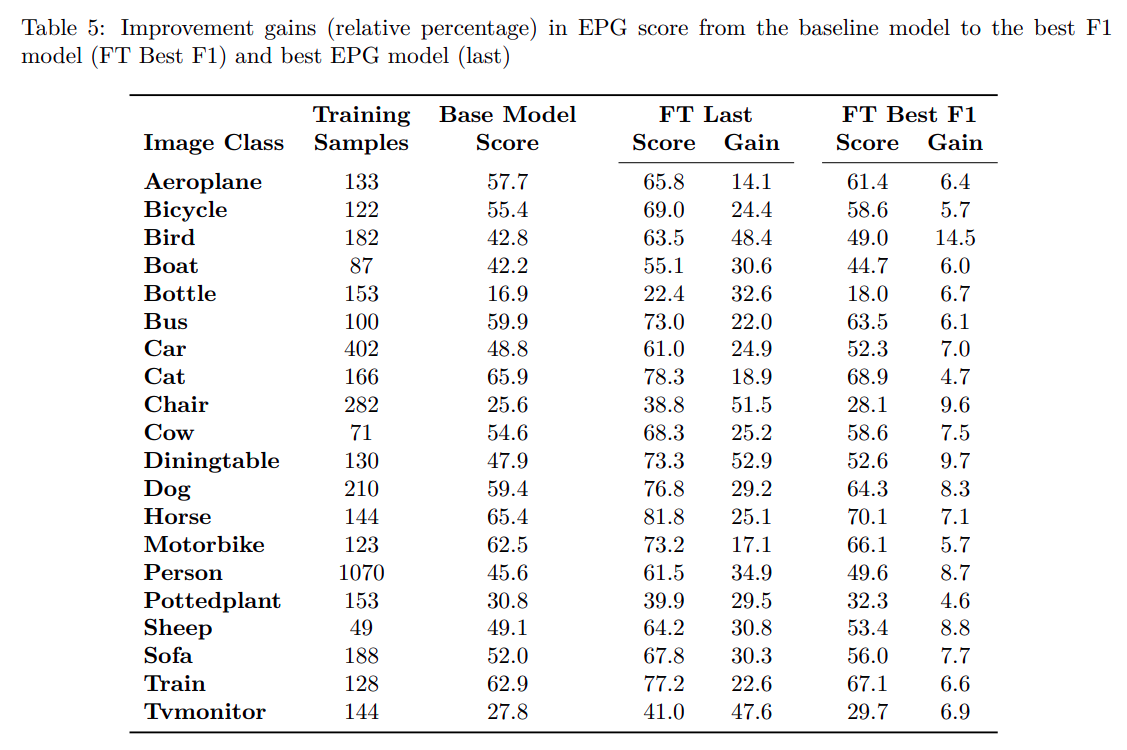 Table 5: Improvement gains (relative percentage) in EPG score from the baseline model to the best F1
model (FT Best F1) and best EPG model (last)
Training Base Model FT Last FT Best F1
Image Class Samples Score Score Gain Score Gain
Aeroplane 133 57.7 65.8 14.1 61.4 6.4
Bicycle 122 55.4 69.0 24.4 58.6 5.7
Bird 182 42.8 63.5 48.4 49.0 14.5
Boat 87 42.2 55.1 30.6 44.7 6.0
Bottle 153 16.9 22.4 32.6 18.0 6.7
Bus 100 59.9 73.0 22.0 63.5 6.1
Car 402 48.8 61.0 24.9 52.3 7.0
Cat 166 65.9 78.3 18.9 68.9 4.7
Chair 282 25.6 38.8 51.5 28.1 9.6
Cow 71 54.6 68.3 25.2 58.6 7.5
Diningtable 130 47.9 73.3 52.9 52.6 9.7
Dog 210 59.4 76.8 29.2 64.3 8.3
Horse 144 65.4 81.8 25.1 70.1 7.1
Motorbike 123 62.5 73.2 17.1 66.1 5.7
Person 1070 45.6 61.5 34.9 49.6 8.7
Pottedplant 153 30.8 39.9 29.5 32.3 4.6
Sheep 49 49.1 64.2 30.8 53.4 8.8
Sofa 188 52.0 67.8 30.3 56.0 7.7
Train 128 62.9 77.2 22.6 67.1 6.6
Tvmonitor 144 27.8 41.0 47.6 29.7 6.9